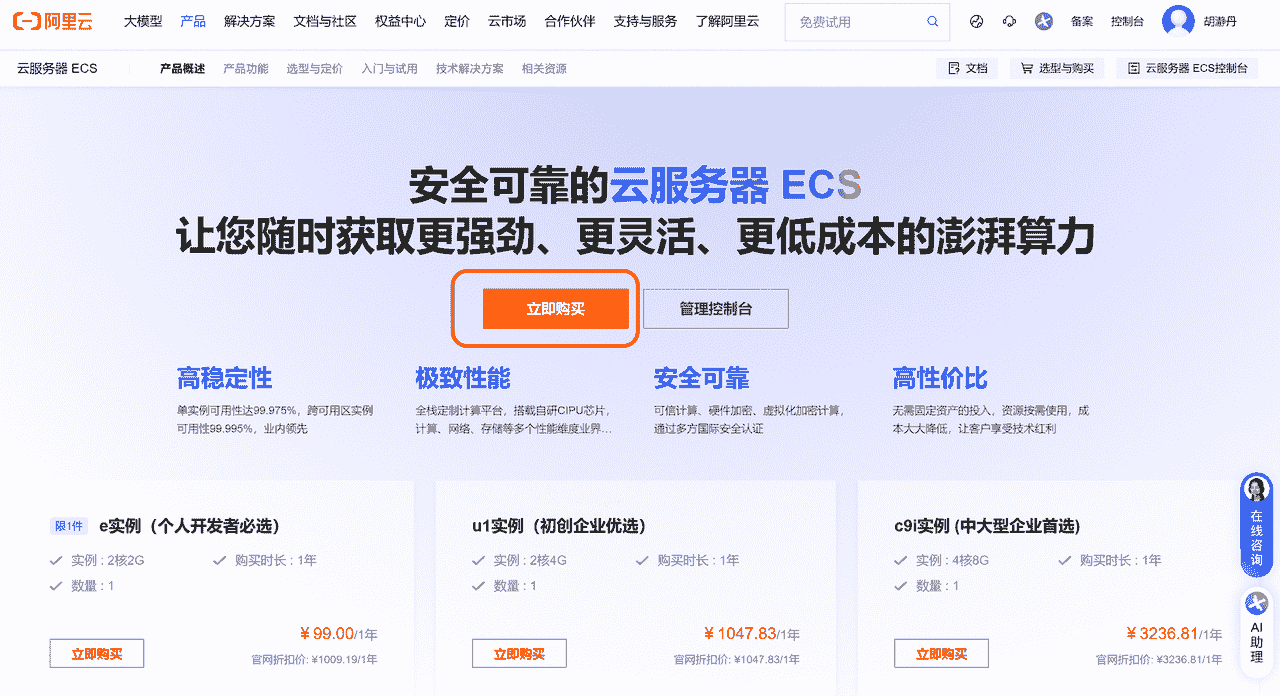 阿里云 大模型 产品 解决方案 文档与社区 权益中心 定价 云市场 合作伙伴 支持与服务 了解阿里云 免费试用 备案 控制台 胡游丹
云服务器 ECS 产品概述 产品功能 选型与定价 入门与试用 技术解决方案 相关资源 文档 选型与购买 云服务器 ECS控制台
安全可靠的云服务器 ECS
让您随时获取更强劲、更灵活、更低成本的澎湃算力
立即购买 管理控制台
高稳定性 极致性能 安全可靠 高性价比
单实例可用性达99.975%，跨可用区实例 全栈定制计算平台，搭载自研CIPU芯片， 可信计算、硬件加密、虚拟化加密计算， 无需固定资产的投入，资源按需使用，成
可用性99.995%，业内领先 计算、网络、存储等多个性能维度业界... 通过多方国际安全认证 本大大降低，让客户享受技术红利
限1件 e实例（个人开发者必选） u1实例（初创企业优选） c9i实例 (中大型企业首选)
实例 : 2核2G 购买时长 : 1年 实例 : 2核4G 购买时长 : 1年 实例 : 4核8G 购买时长 : 1年
数量 : 1 数量 : 1 数量 : 1
¥ 99.00/1年 ¥ 1047.83/1年 ¥ 3236.81/1年
立即购买 官网折扣价: ¥1009.19/1年 立即购买 官网折扣价: ¥1047.83/1年 立即购买 官网折扣价: ¥3236.81/1年
在线咨询
AI助理